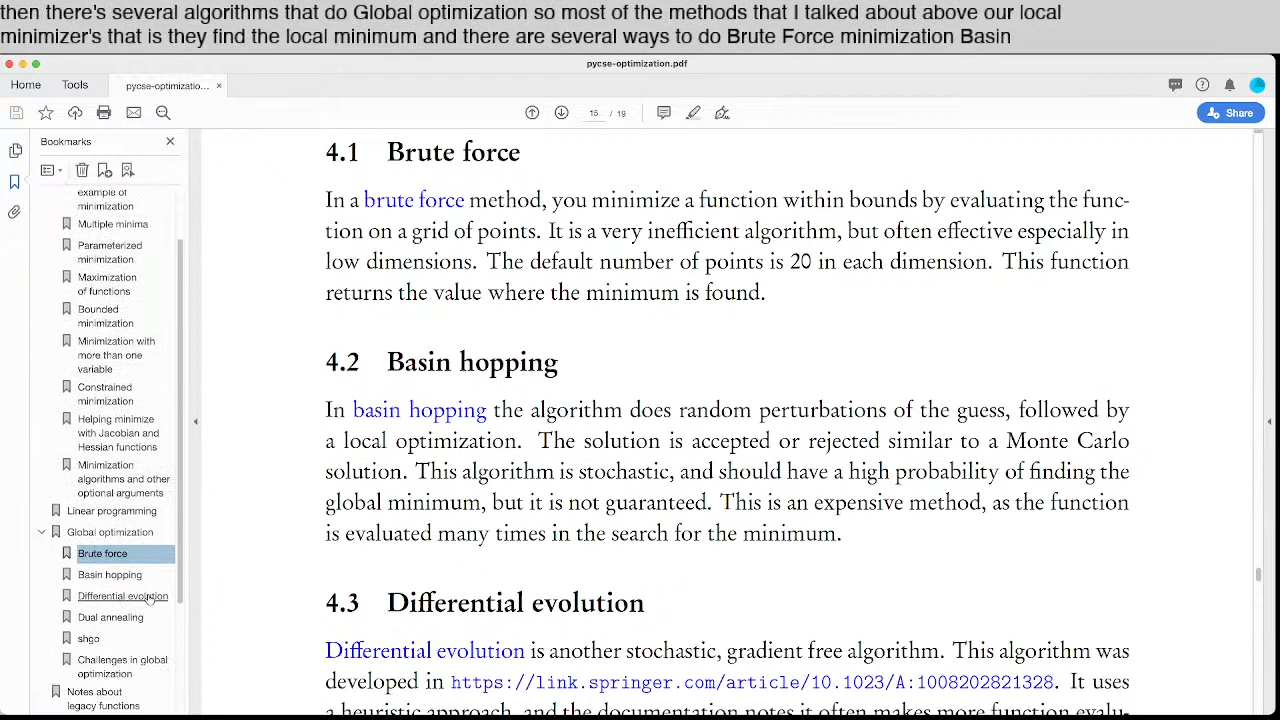 then there's several algorithms that do Global optimization so most of the methods that I talked about above our local
minimizer's that is they find the local minimum and there are several ways to do Brute Force minimization Basin
pycse-optimization.pdf
Home
Tools
pycse-optimizatio...
15 / 19
Share
Bookmarks
example of
minimization
Multiple minima
Parameterized
minimization
Maximization
of functions
Bounded
minimization
Minimization with
more than one
variable
Constrained
minimization
Helping minimize
with Jacobian and
Hessian functions
Minimization
algorithms and other
optional arguments
Linear programming
Global optimization
Brute force
Basin hopping
Differential evolution
Dual annealing
shgo
Challenges in global
optimization
Notes about
legacy functions
4.1 Brute force
In a brute force method, you minimize a function within bounds by evaluating the func-
tion on a grid of points. It is a very inefficient algorithm, but often effective especially in
low dimensions. The default number of points is 20 in each dimension. This function
returns the value where the minimum is found.
4.2 Basin hopping
In basin hopping the algorithm does random perturbations of the guess, followed by
a local optimization. The solution is accepted or rejected similar to a Monte Carlo
solution. This algorithm is stochastic, and should have a high probability of finding the
global minimum, but it is not guaranteed. This is an expensive method, as the function
is evaluated many times in the search for the minimum.
4.3 Differential evolution
Differential evolution is another stochastic, gradient free algorithm. This algorithm was
developed in https://link.springer.com/article/10.1023/A:1008202821328. It uses
a heuristic approach, and the documentation notes it often makes more function evalu-